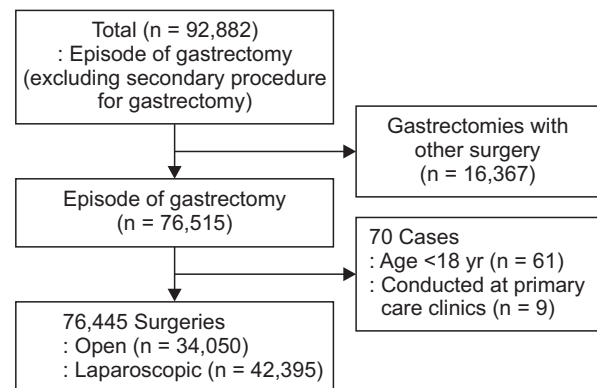 Total (n = 92,882)
: Episode of gastrectomy
(excluding secondary procedure
for gastrectomy)
Gastrectomies with
other surgery
(n = 16,367)
Episode of gastrectomy
(n = 76,515)
70 Cases
: Age <18 yr (n = 61)
: Conducted at primary
care clinics (n = 9)
76,445 Surgeries
: Open (n = 34,050)
: Laparoscopic (n = 42,395)